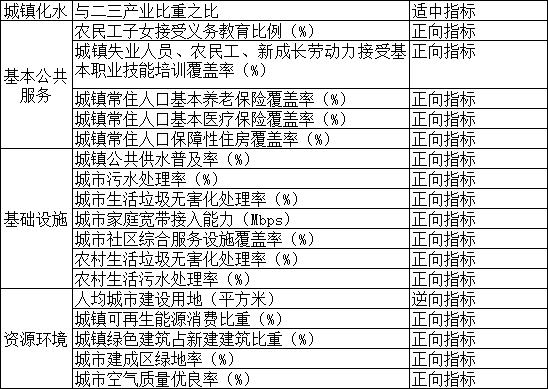 城镇化水 与二三产业比重之比 适中指标
基本公共服务 农民工子女接受义务教育比例（%） 正向指标
城镇失业人员、农民工、新成长劳动力接受基
本职业技能培训覆盖率（%） 正向指标
城镇常住人口基本养老保险覆盖率（%） 正向指标
城镇常住人口基本医疗保险覆盖率（%） 正向指标
城镇常住人口保障性住房覆盖率（%） 正向指标
基础设施 城镇公共供水普及率（%） 正向指标
城市污水处理率（%） 正向指标
城市生活垃圾无害化处理率（%） 正向指标
城市家庭宽带接入能力（Mbps） 正向指标
城市社区综合服务设施覆盖率（%） 正向指标
农村生活垃圾无害化处理率（%） 正向指标
农村生活污水处理率（%） 正向指标
资源环境 人均城市建设用地（平方米） 逆向指标
城镇可再生能源消费比重（%） 正向指标
城镇绿色建筑占新建建筑比重（%） 正向指标
城市建成区绿地率（%） 正向指标
城市空气质量优良率（%） 正向指标